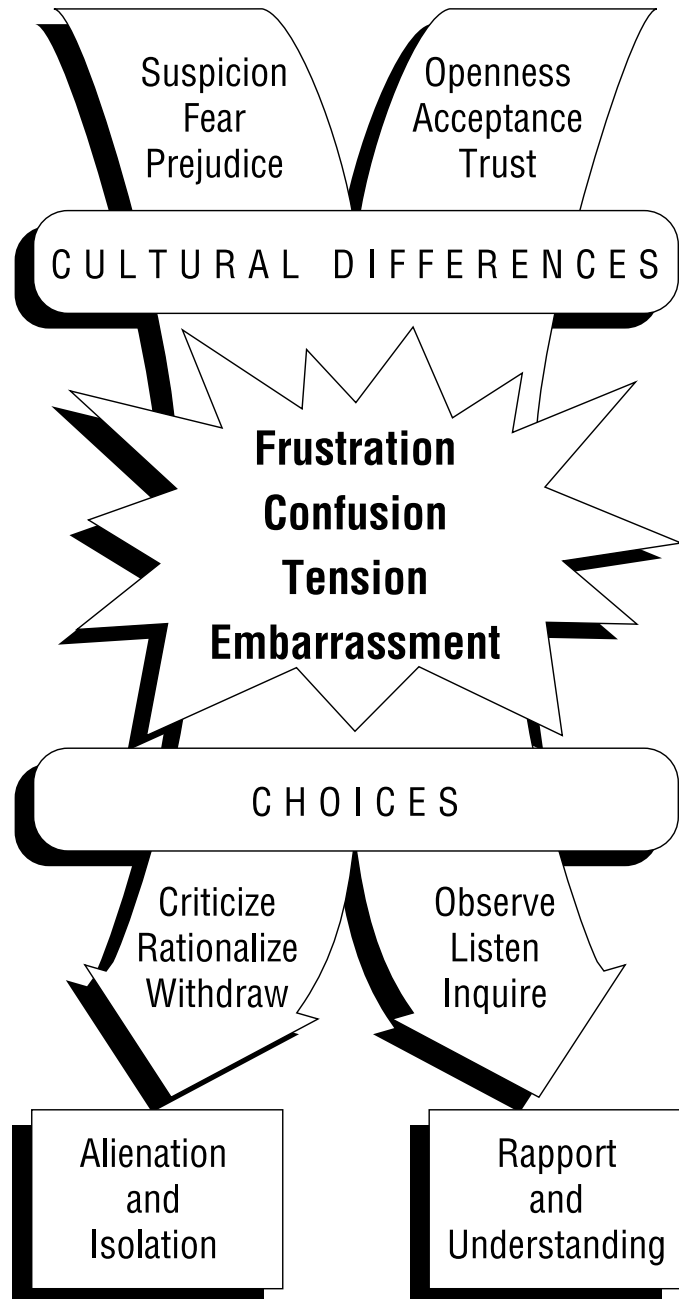 Suspicion
Fear
Prejudice
Openness
Acceptance
Trust
CULTURAL DIFFERENCES
Frustration
Confusion
Tension
Embarrassment
CHOICES
Criticize
Rationalize
Withdraw
Observe
Listen
Inquire
Alienation
and
Isolation
Rapport
and
Understanding